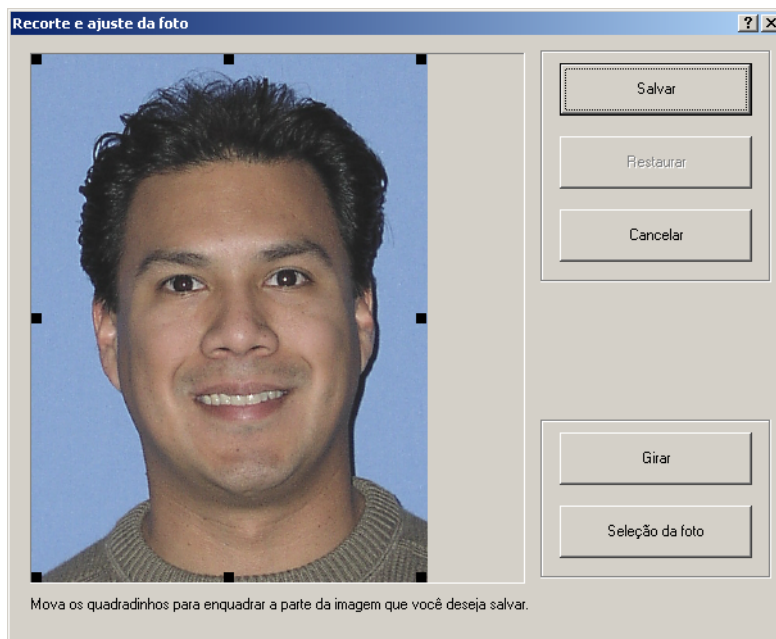 Recorte e ajuste da foto
Salvar
Restaurar
Cancelar
Girar
Seleção da foto
Mova os quadradinhos para enquadrar a parte da imagem que você deseja salvar.